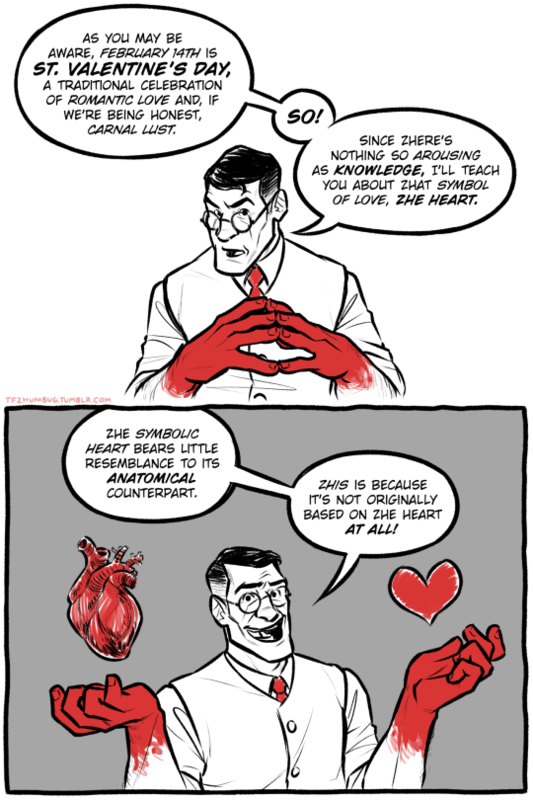 AS YOU MAY BE
AWARE, FEBRUARY 14TH IS
ST. VALENTINE'S DAY,
A TRADITIONAL CELEBRATION
OF ROMANTIC LOVE AND, IF
WE'RE BEING HONEST,
CARNAL LUST.
SO!
SINCE ZHERE'S
NOTHING SO AROUSING
AS KNOWLEDGE, I'LL TEACH
YOU ABOUT ZHAT SYMBOL
OF LOVE, ZHE HEART.
TF2HUMBUG.TUMBLR.COM
ZHE SYMBOLIC
HEART BEARS LITTLE
RESEMBLANCE TO ITS
ANATOMICAL
COUNTERPART.
ZHIS IS BECAUSE
IT'S NOT ORIGINALLY
BASED ON ZHE HEART
AT ALL!